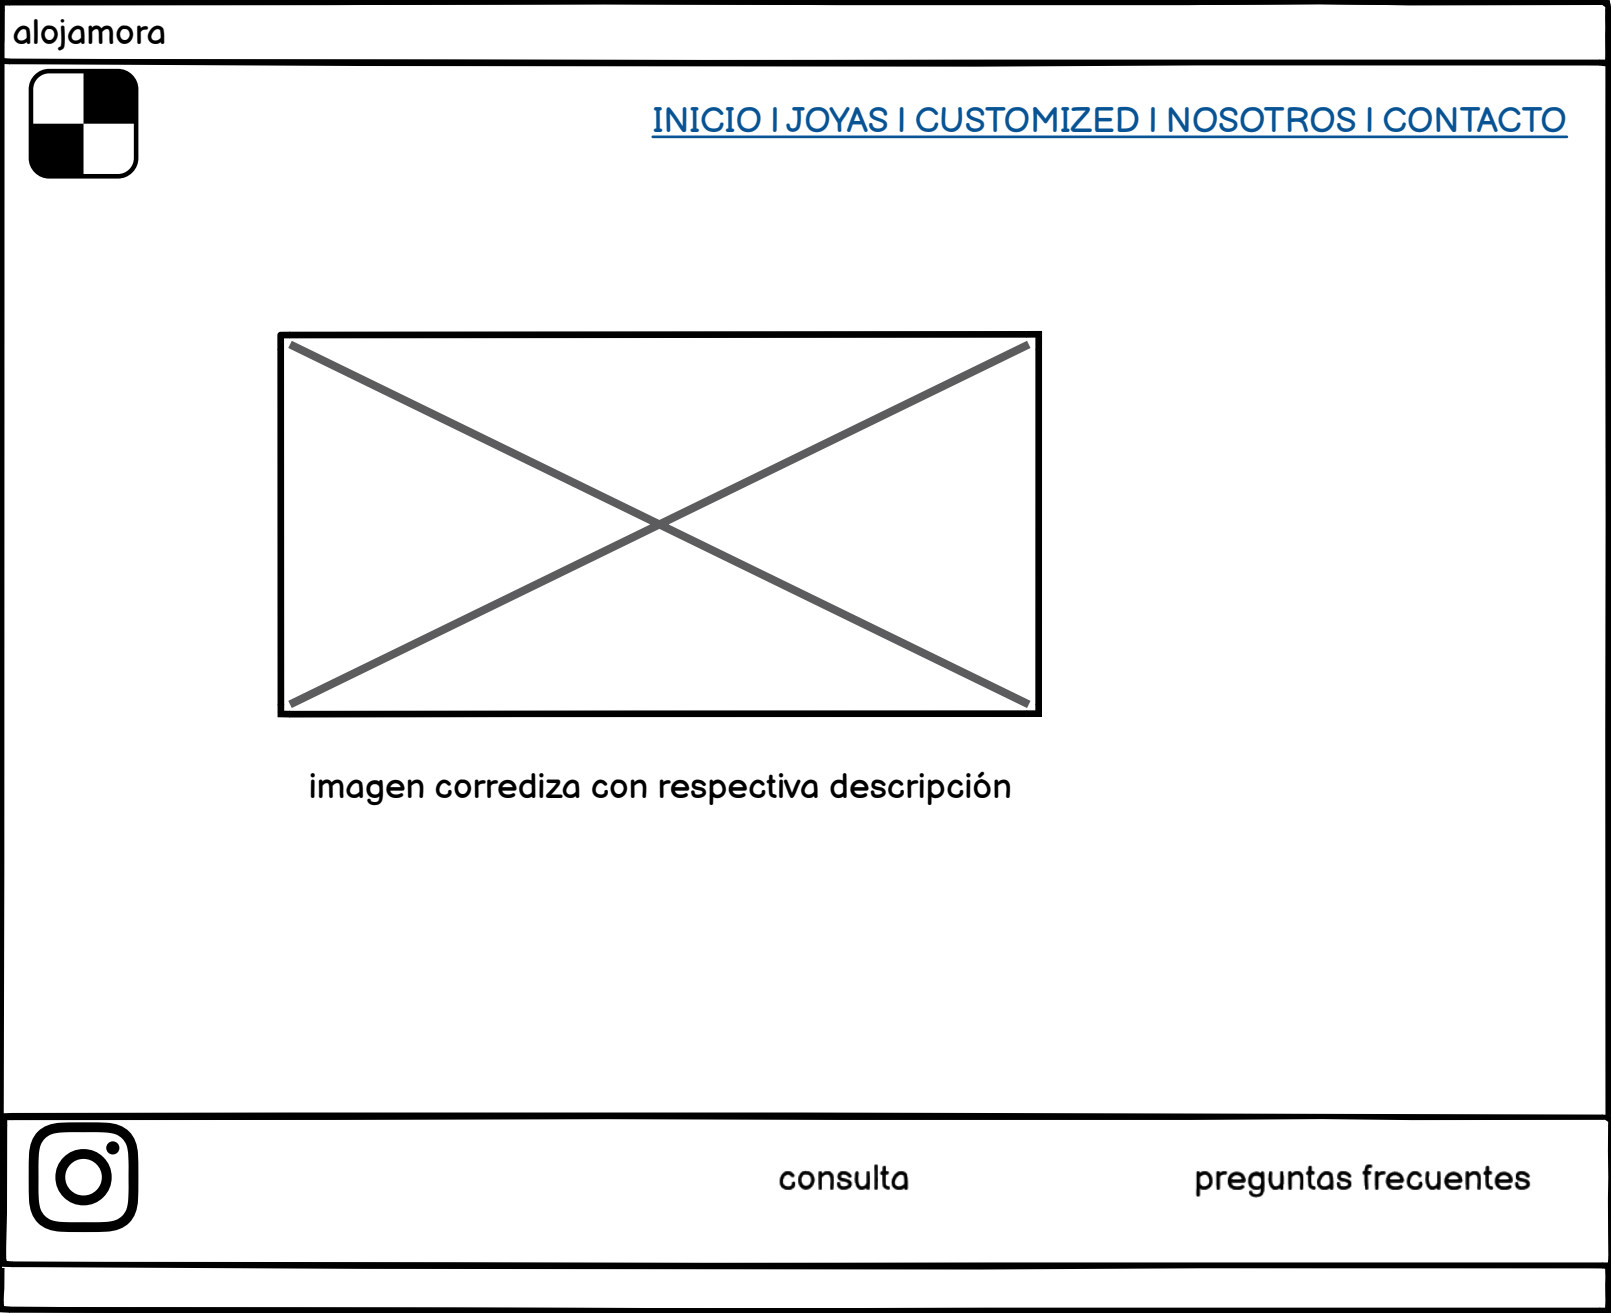 alojamora
INICIO | JOYAS | CUSTOMIZED | NOSOTROS | CONTACTO
imagen corrediza con respectiva descripción
consulta
preguntas frecuentes